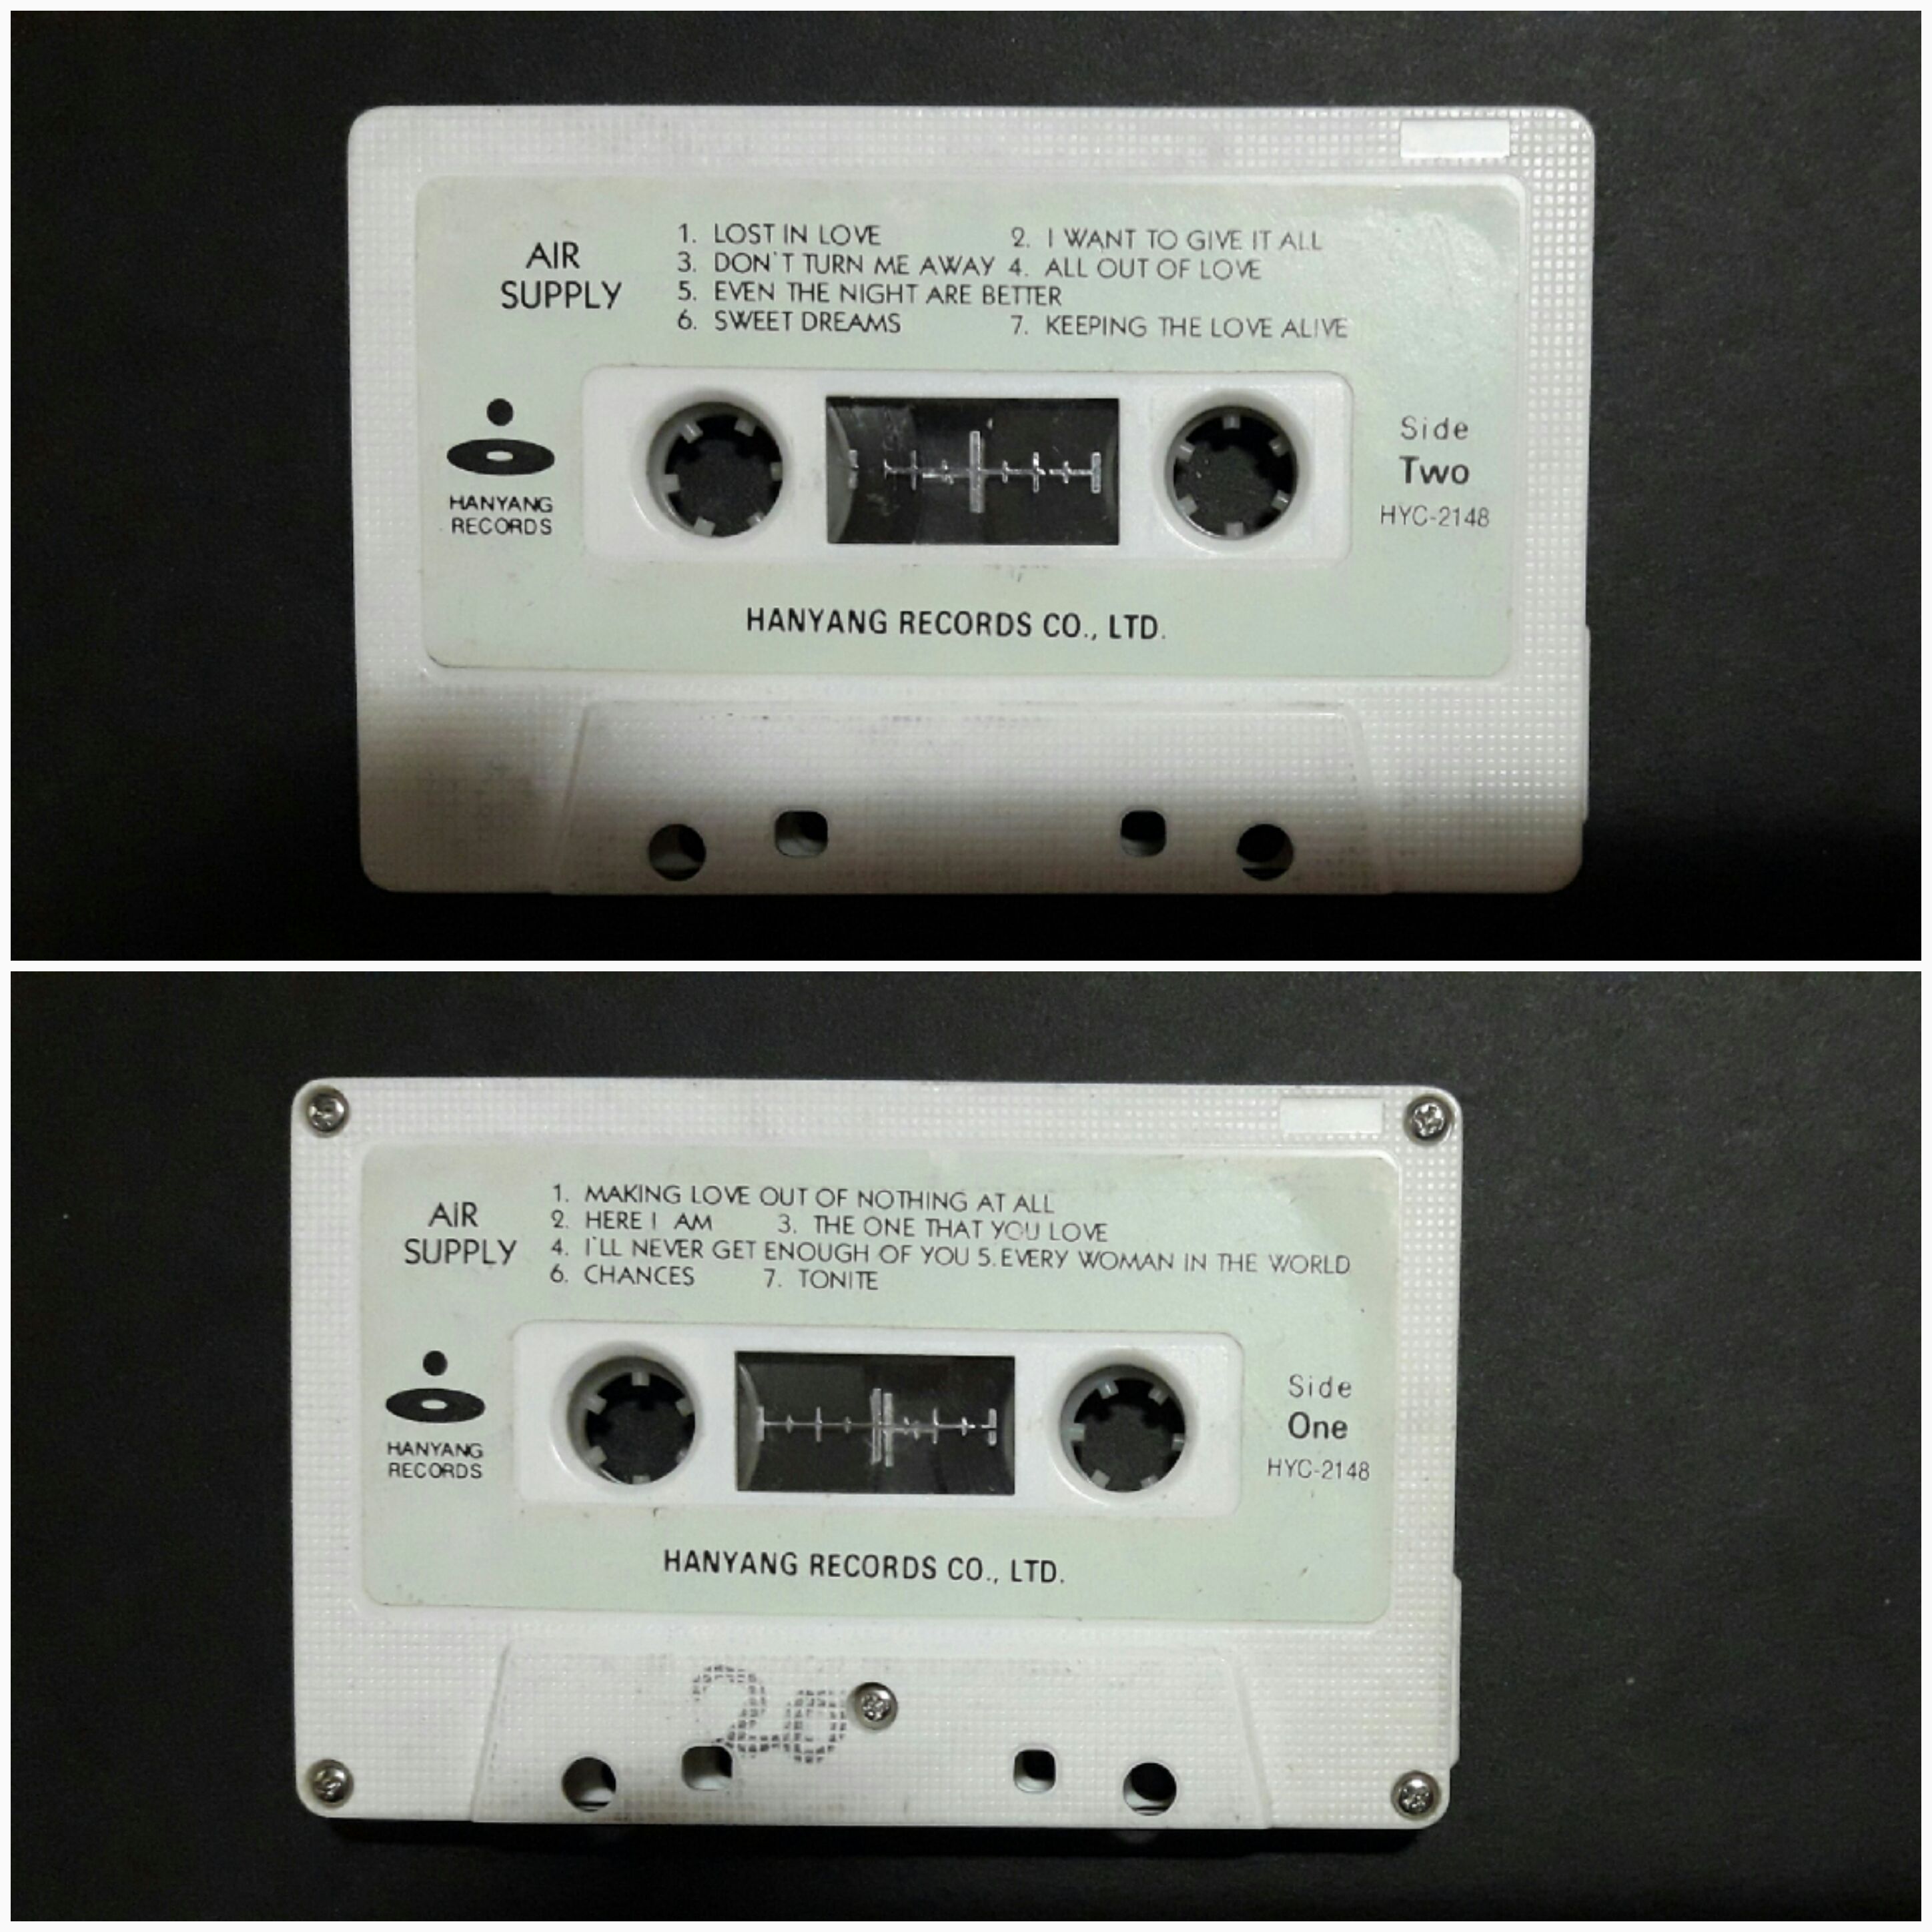 AIR
SUPPLY
1. LOST IN LOVE 2. I WANT TO GIVE IT ALL
3. DON'T TURN ME AWAY 4. ALL OUT OF LOVE
5. EVEN THE NIGHT ARE BETTER
6. SWEET DREAMS 7. KEEPING THE LOVE ALIVE
HANYANG
RECORDS
Side
Two
HYC-2148
HANYANG RECORDS CO., LTD.
AIR
SUPPLY
1. MAKING LOVE OUT OF NOTHING AT ALL
2. HERE I AM 3. THE ONE THAT YOU LOVE
4. I'LL NEVER GET ENOUGH OF YOU 5. EVERY WOMAN IN THE WORLD
6. CHANCES 7. TONITE
HANYANG
RECORDS
Side
One
HYC-2148
HANYANG RECORDS CO., LTD.